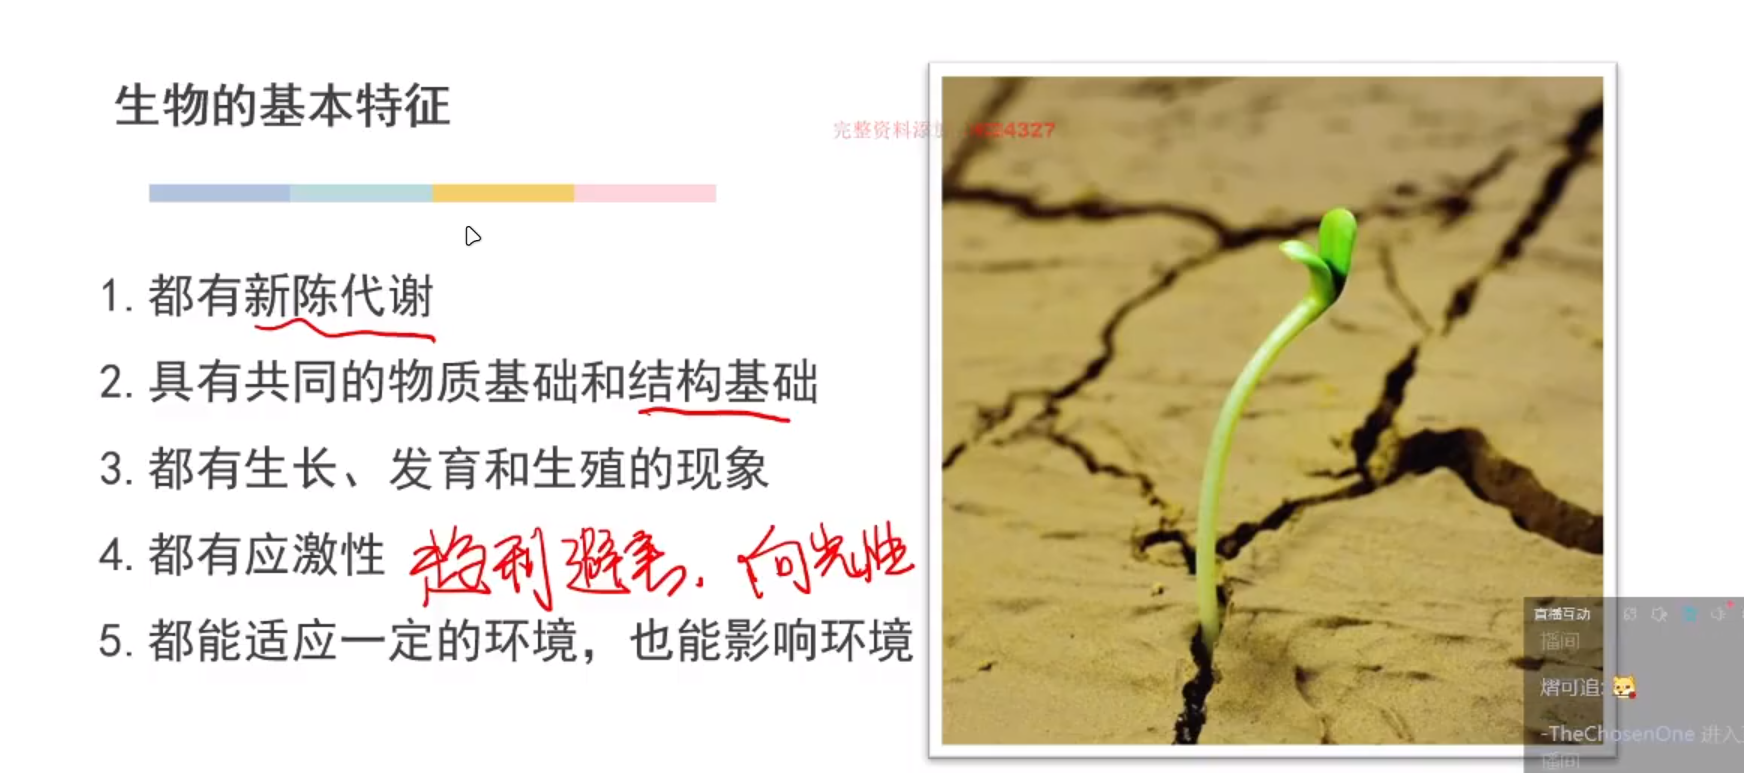 生物的基本特征
完整资料添加 4327
1. 都有新陈代谢
2. 具有共同的物质基础和结构基础
3. 都有生长、发育和生殖的现象
4. 都有应激性 趋利避害、向光性
5. 都能适应一定的环境，也能影响环境
直播互动
播间
熠可追:
-TheChosenOne 进入
播间